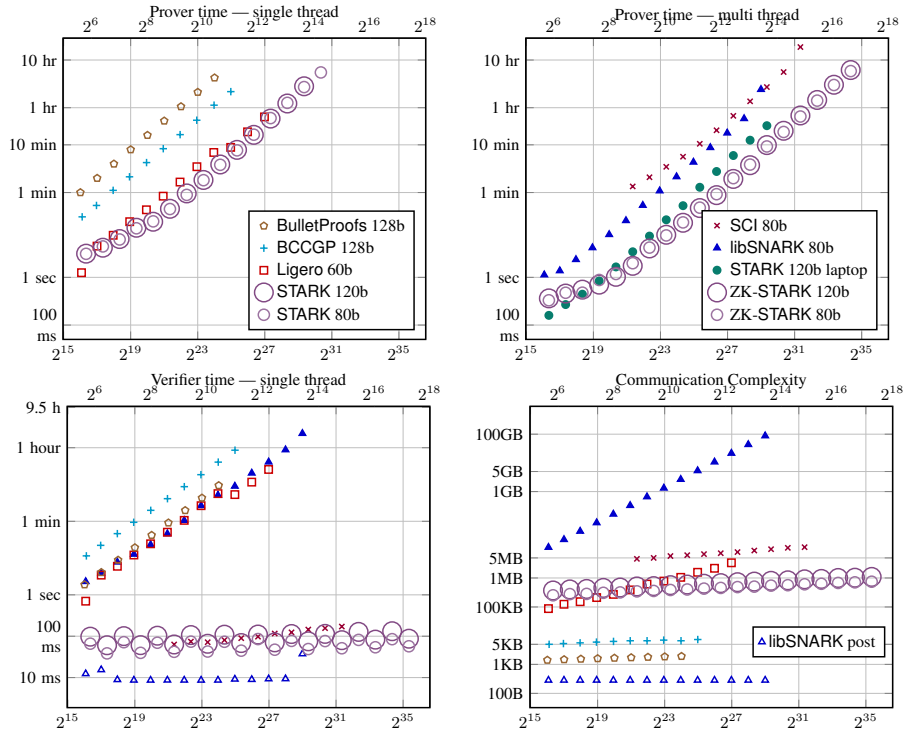 Prover time — single thread
2^6 2^8 2^10 2^12 2^14 2^16 2^18
10 hr
1 hr
10 min
1 min
1 sec
100
ms
BulletProofs 128b
BCCGP 128b
Ligero 60b
STARK 120b
STARK 80b
2^15 2^19 2^23 2^27 2^31 2^35
Prover time — multi thread
2^6 2^8 2^10 2^12 2^14 2^16 2^18
10 hr
1 hr
10 min
1 min
1 sec
100
ms
SCI 80b
libSNARK 80b
STARK 120b laptop
ZK-STARK 120b
ZK-STARK 80b
2^15 2^19 2^23 2^27 2^31 2^35
Verifier time — single thread
2^6 2^8 2^10 2^12 2^14 2^16 2^18
9.5 h
1 hour
1 min
1 sec
100
ms
10 ms
2^15 2^19 2^23 2^27 2^31 2^35
Communication Complexity
2^6 2^8 2^10 2^12 2^14 2^16 2^18
100GB
5GB
1GB
5MB
1MB
100KB
5KB
1KB
100B
libSNARK post
2^15 2^19 2^23 2^27 2^31 2^35